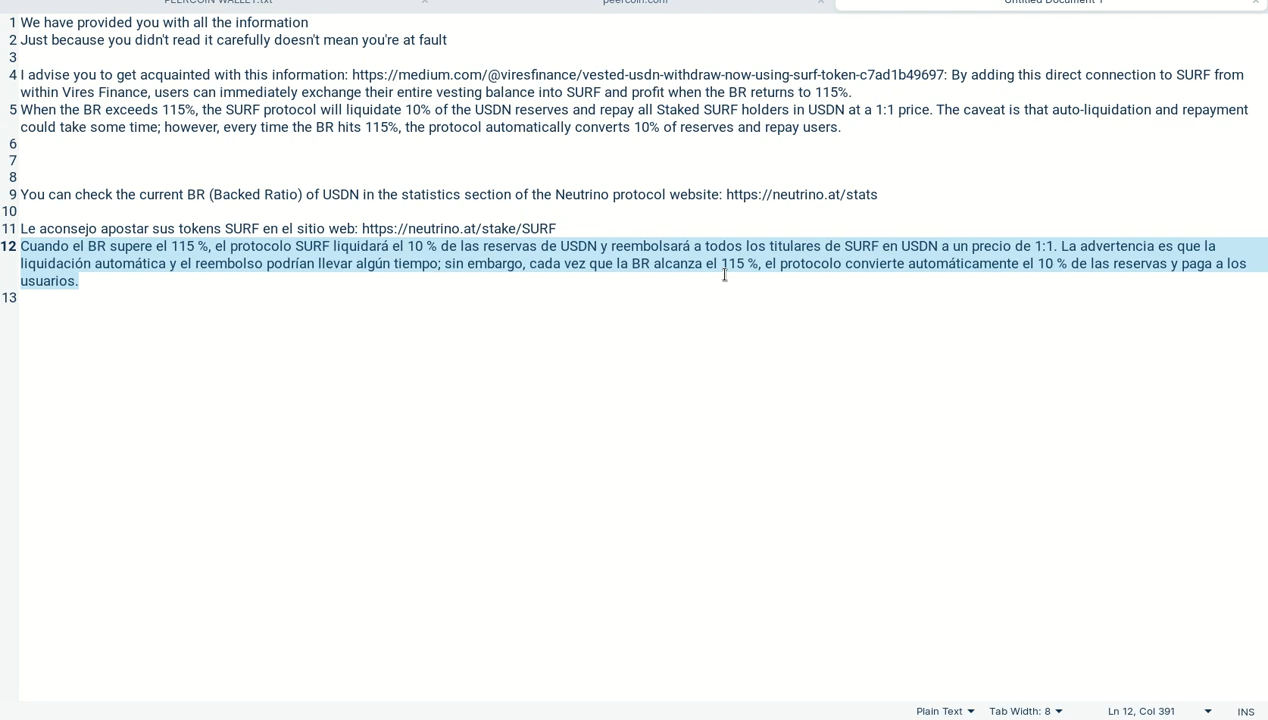 PEERCOIN WALLET.txt
peercoin.com
Untitled Document 1
1 We have provided you with all the information
2 Just because you didn't read it carefully doesn't mean you're at fault
3
4 I advise you to get acquainted with this information: https://medium.com/@viresfinance/vested-usdn-withdraw-now-using-surf-token-c7ad1b49697: By adding this direct connection to SURF from
within Vires Finance, users can immediately exchange their entire vesting balance into SURF and profit when the BR returns to 115%.
5 When the BR exceeds 115%, the SURF protocol will liquidate 10% of the USDN reserves and repay all Staked SURF holders in USDN at a 1:1 price. The caveat is that auto-liquidation and repayment
could take some time; however, every time the BR hits 115%, the protocol automatically converts 10% of reserves and repay users.
6
7
8
9 You can check the current BR (Backed Ratio) of USDN in the statistics section of the Neutrino protocol website: https://neutrino.at/stats
10
11 Le aconsejo apostar sus tokens SURF en el sitio web: https://neutrino.at/stake/SURF
12 Cuando el BR supere el 115 %, el protocolo SURF liquidará el 10 % de las reservas de USDN y reembolsará a todos los titulares de SURF en USDN a un precio de 1:1. La advertencia es que la
liquidación automática y el reembolso podrían llevar algún tiempo; sin embargo, cada vez que la BR alcanza el 115 %, el protocolo convierte automáticamente el 10 % de las reservas y paga a los
usuarios.
13
Plain Text Tab Width: 8 Ln 12, Col 391 INS